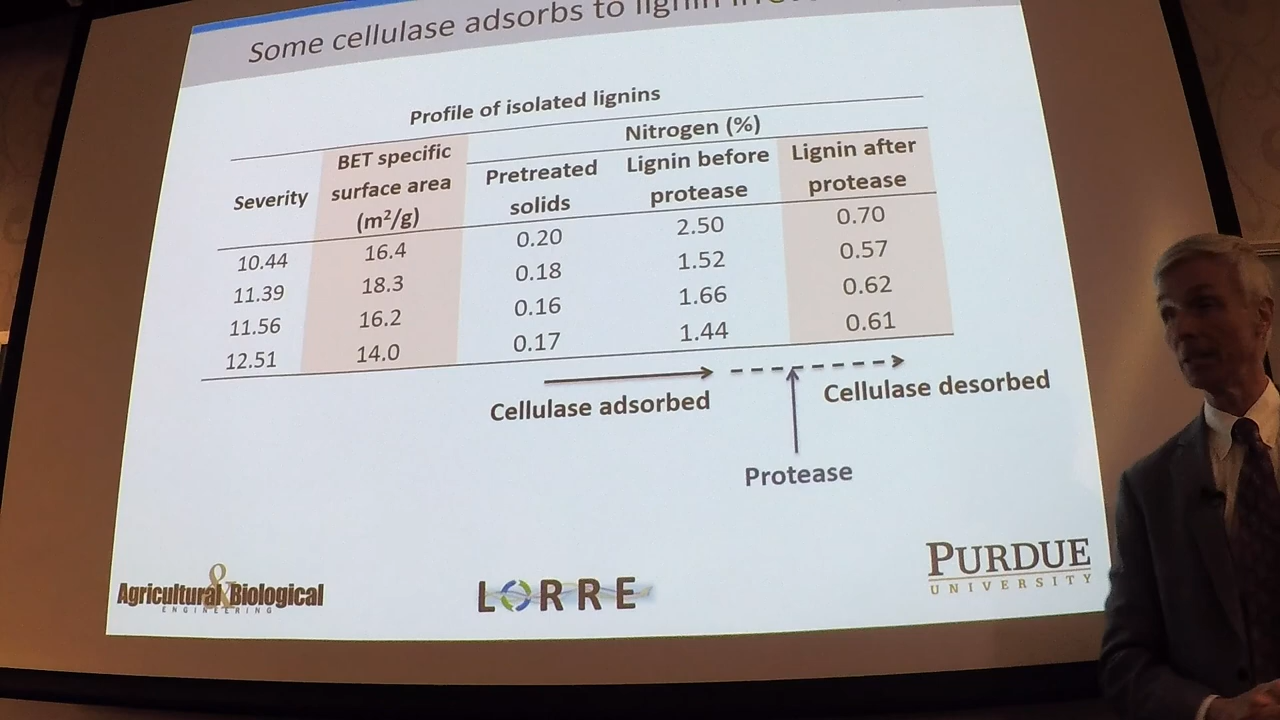 Some cellulase adsorbs to lignin
Profile of isolated lignins
Nitrogen (%)
Severity
BET specific
surface area
(m²/g)
Pretreated
solids
Lignin before
protease
Lignin after
protease
10.44 16.4 0.20 2.50 0.70
11.39 18.3 0.18 1.52 0.57
11.56 16.2 0.16 1.66 0.62
12.51 14.0 0.17 1.44 0.61
Cellulase adsorbed
Cellulase desorbed
Protease
Agricultural & Biological
ENGINEERING
LORRE
PURDUE
UNIVERSITY